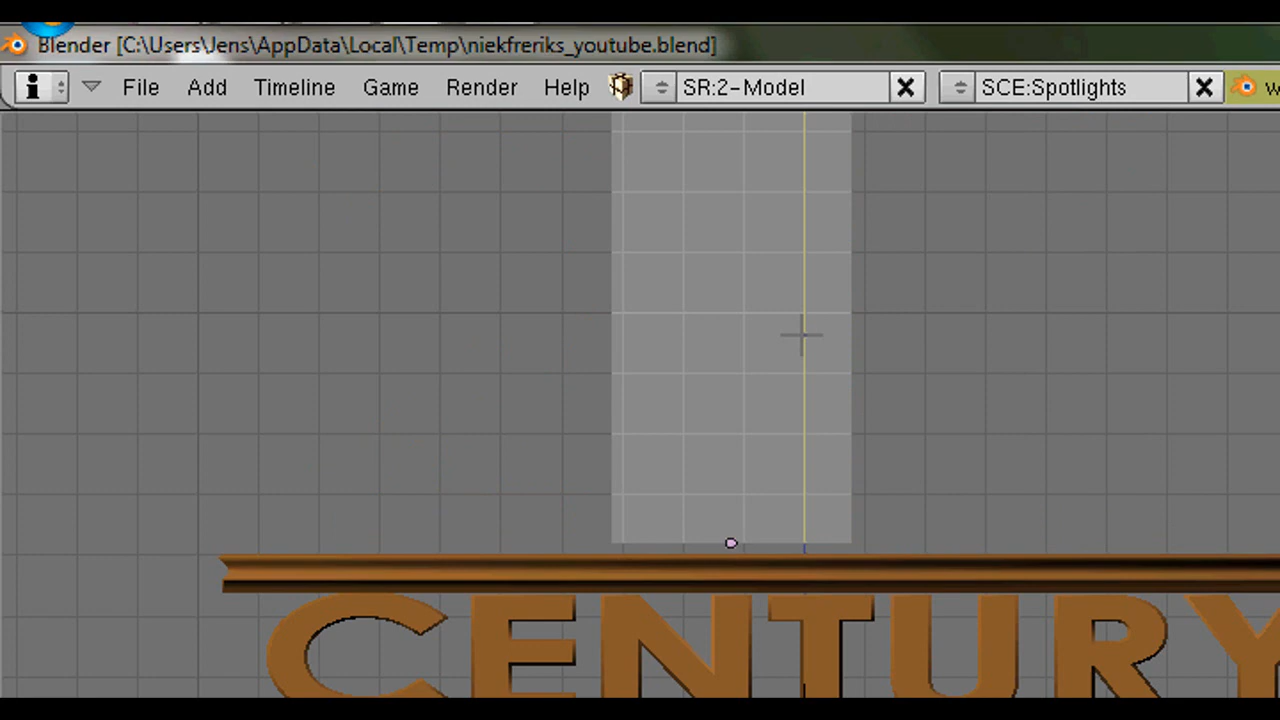 Blender [C:\Users\Jens\AppData\Local\Temp\niekfreriks_youtube.blend]
File Add Timeline Game Render Help SR:2-Model SCE:Spotlights
CENTURY